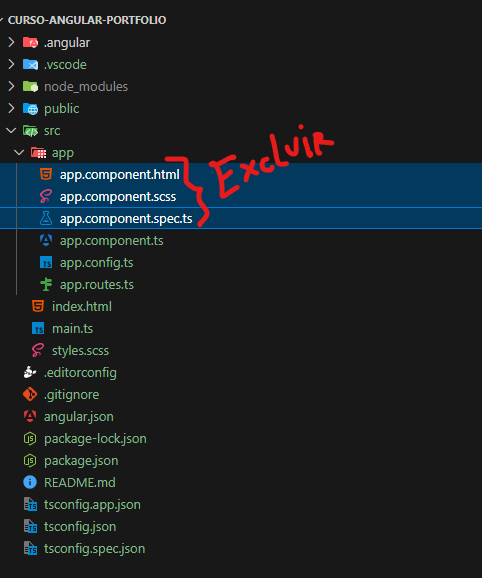 CURSO-ANGULAR-PORTFOLIO
.angular
.vscode
node_modules
public
src
app
app.component.html
app.component.scss
app.component.spec.ts
Excluir
app.component.ts
app.config.ts
app.routes.ts
index.html
main.ts
styles.scss
.editorconfig
.gitignore
angular.json
package-lock.json
package.json
README.md
tsconfig.app.json
tsconfig.json
tsconfig.spec.json